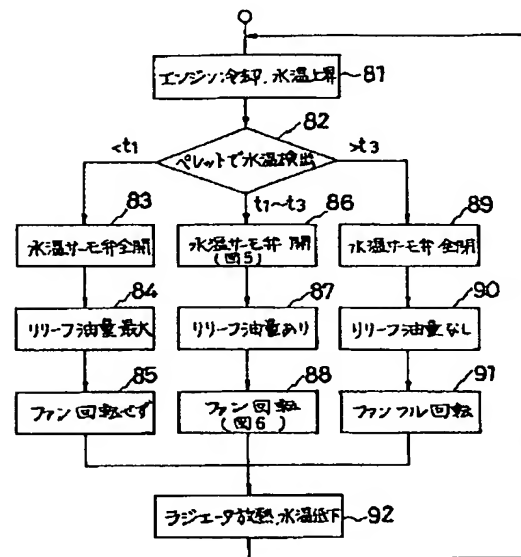 エンジン冷却、水温上昇
81
82
ペレットで水温検出
<t1
>t3
t1~t3
83
水温サーモ弁全開
86
水温サーモ弁 開
(図5)
89
水温サーモ弁 全開
84
リリーフ油量最大
87
リリーフ油量あり
90
リリーフ油量なし
85
ファン回転せず
88
ファン回転
(図6)
91
ファンフル回転
ラジエータ放熱、水温低下
92